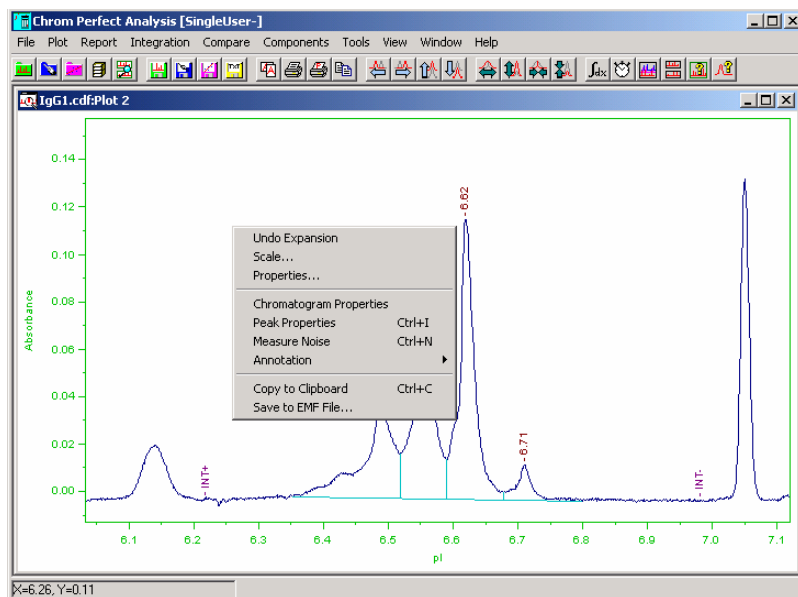 Chrom Perfect Analysis [SingleUser-]
File Plot Report Integration Compare Components Tools View Window Help
IgG1.cdf:Plot 2
0.14
0.12
0.10
0.08
0.06
0.04
0.02
0.00
Absorbance
INT+
6.62
6.71
INT-
Undo Expansion
Scale...
Properties...
Chromatogram Properties
Peak Properties Ctrl+I
Measure Noise Ctrl+N
Annotation
Copy to Clipboard Ctrl+C
Save to EMF File...
6.1 6.2 6.3 6.4 6.5 6.6 6.7 6.8 6.9 7.0 7.1
pI
X=6.26, Y=0.11